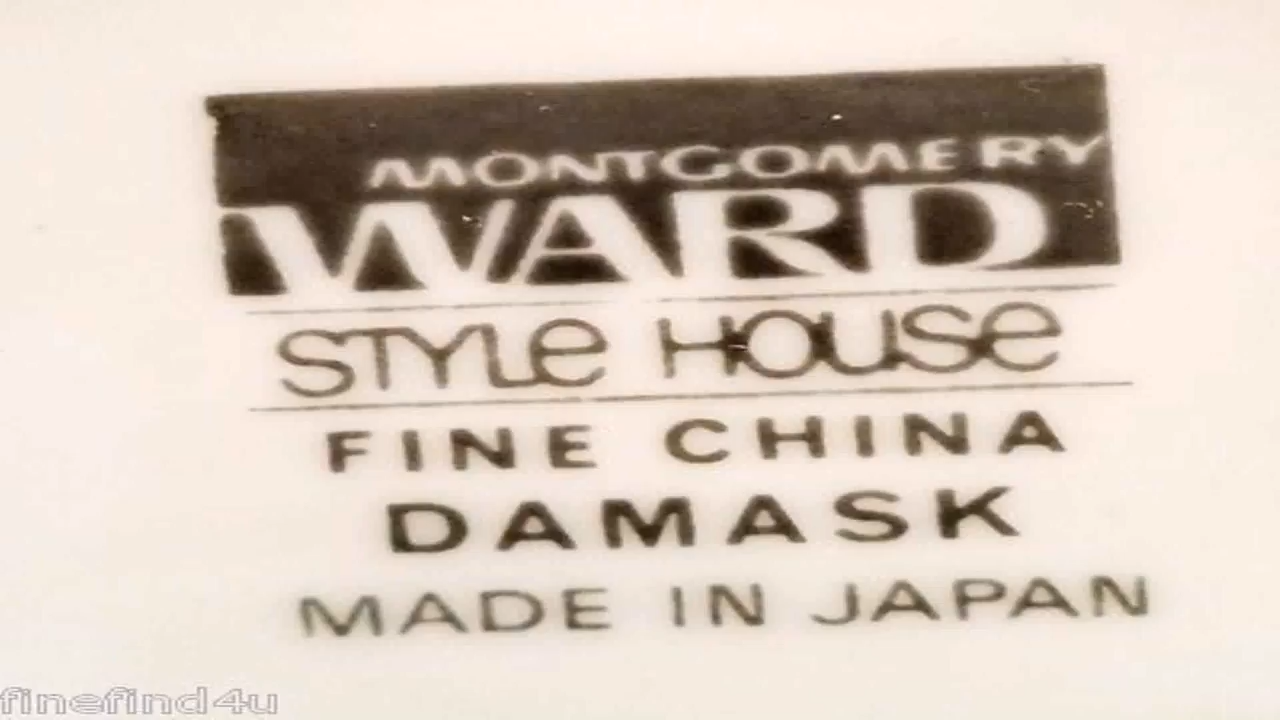 MONTGOMERY
WARD
STYLe HOUSe
FINE CHINA
DAMASK
MADE IN JAPAN
finefind4u